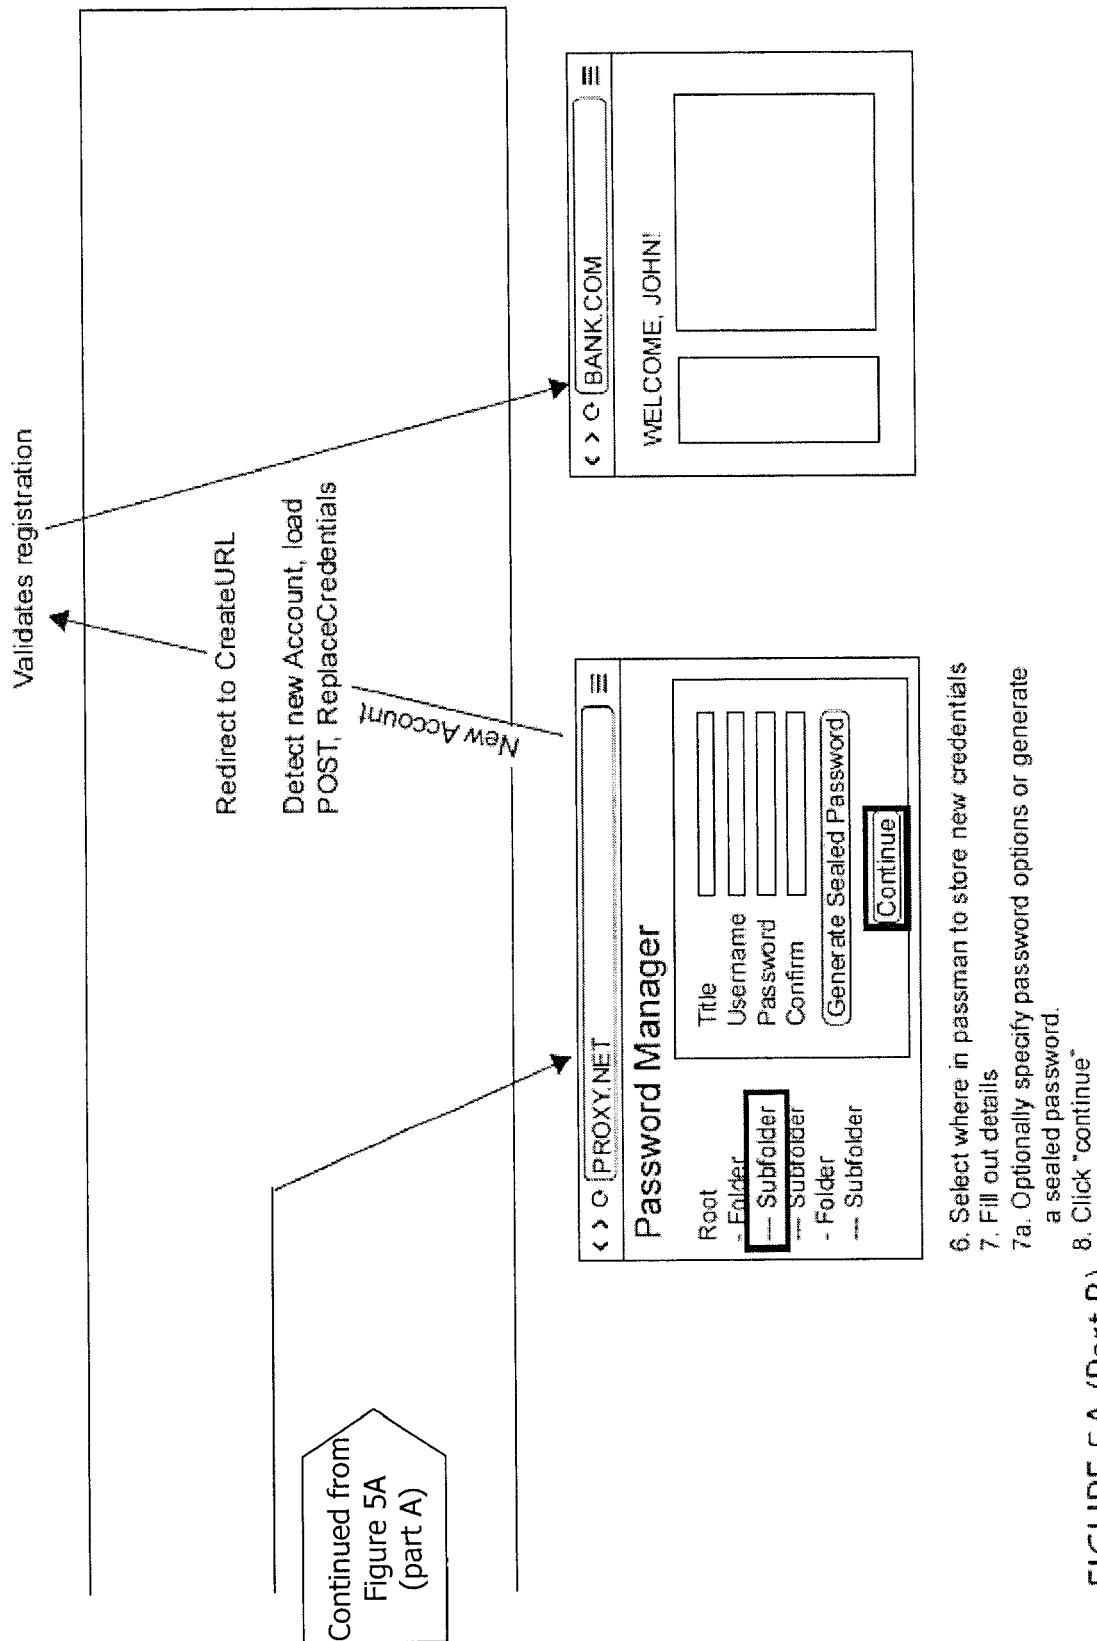 Validates registration
Redirect to CreateURL
Detect new Account, load
POST, ReplaceCredentials
New Account
Continued from
Figure 5A
(part A)
PROXY.NET
Password Manager
Root
- Folder
--- Subfolder
--- Subfolder
- Folder
--- Subfolder
Title
Username
Password
Confirm
Generate Sealed Password
Continue
BANK.COM
WELCOME, JOHN!
6. Select where in passman to store new credentials
7. Fill out details
7a. Optionally specify password options or generate
a sealed password.
8. Click "continue"
FIGURE 5A (Part B)